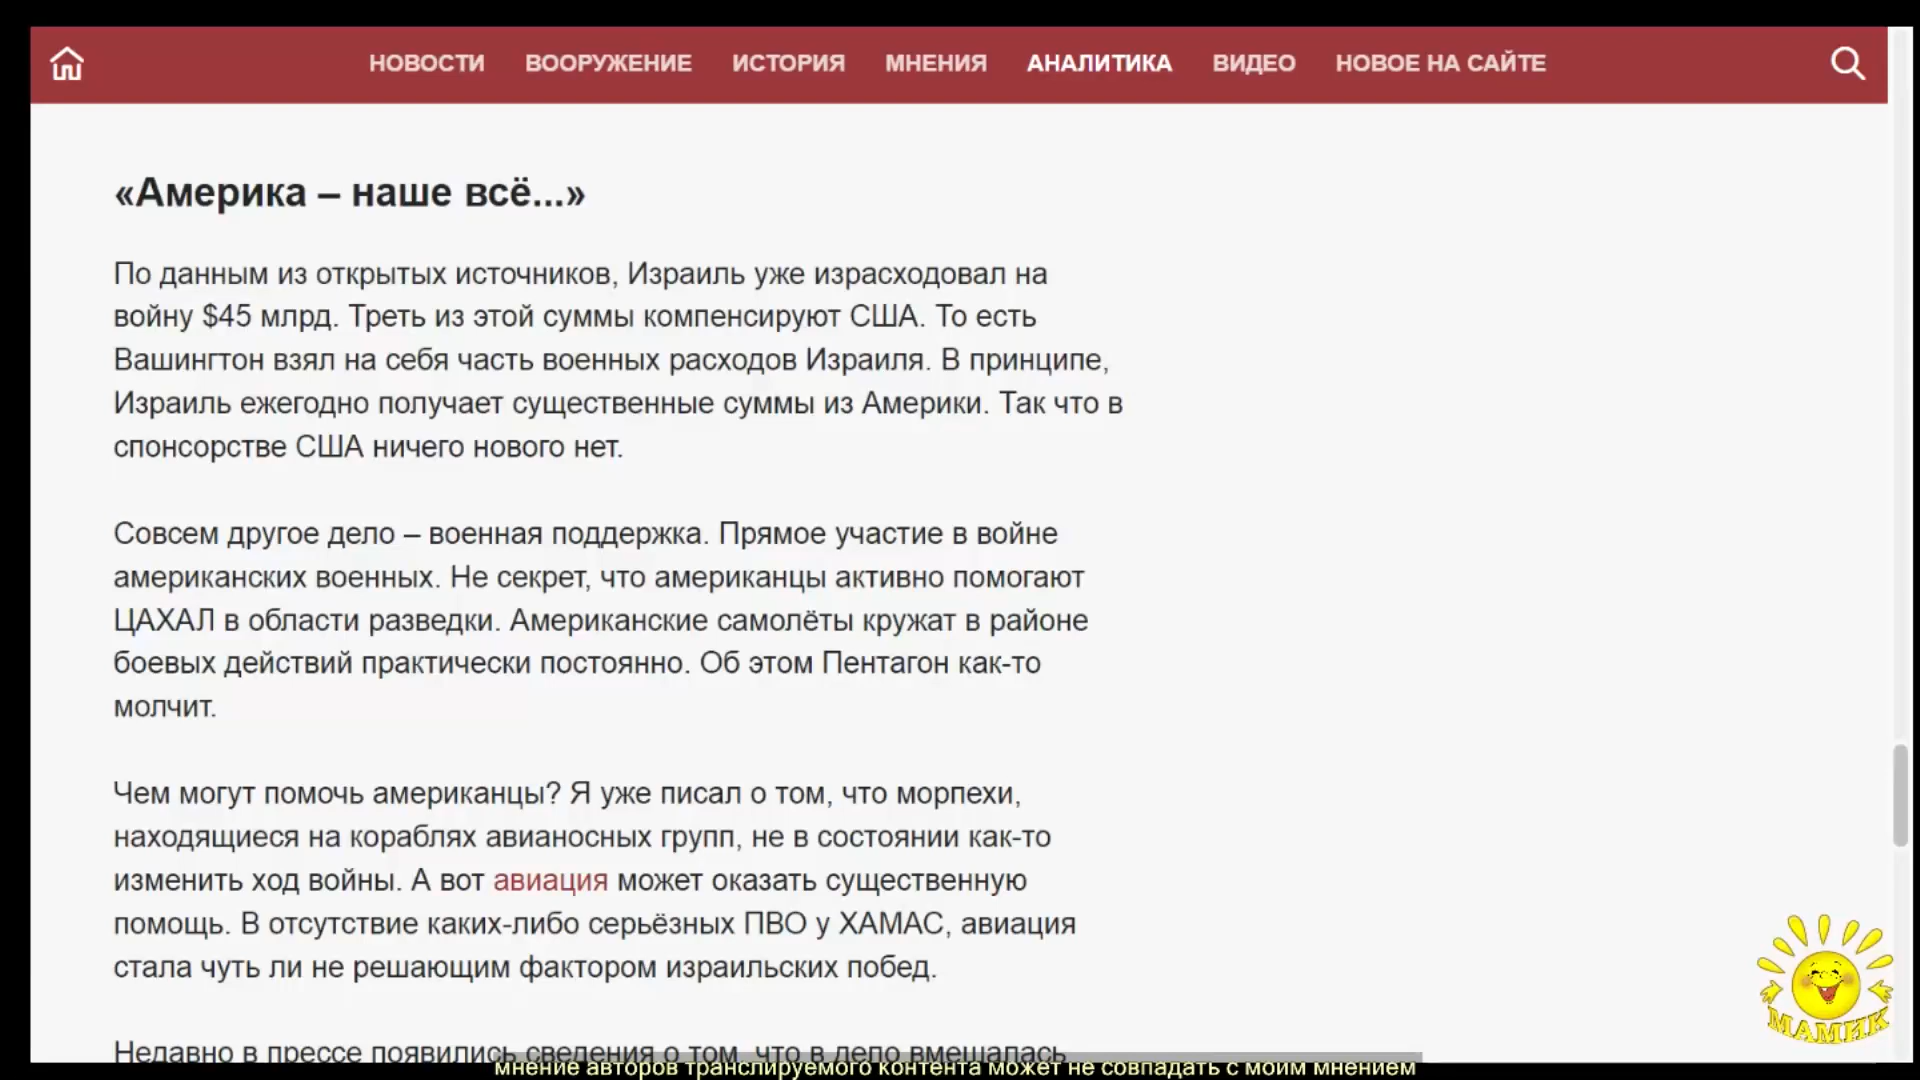 НОВОСТИ ВООРУЖЕНИЕ ИСТОРИЯ МНЕНИЯ АНАЛИТИКА ВИДЕО НОВОЕ НА САЙТЕ
«Америка – наше всё...»
По данным из открытых источников, Израиль уже израсходовал на
войну $45 млрд. Треть из этой суммы компенсируют США. То есть
Вашингтон взял на себя часть военных расходов Израиля. В принципе,
Израиль ежегодно получает существенные суммы из Америки. Так что в
спонсорстве США ничего нового нет.
Совсем другое дело – военная поддержка. Прямое участие в войне
американских военных. Не секрет, что американцы активно помогают
ЦАХАЛ в области разведки. Американские самолёты кружат в районе
боевых действий практически постоянно. Об этом Пентагон как-то
молчит.
Чем могут помочь американцы? Я уже писал о том, что морпехи,
находящиеся на кораблях авианосных групп, не в состоянии как-то
изменить ход войны. А вот авиация может оказать существенную
помощь. В отсутствие каких-либо серьёзных ПВО у ХАМАС, авиация
стала чуть ли не решающим фактором израильских побед.
МАМИК
Недавно в прессе появились сведения о том, что в дело вмешалась
мнение авторов транслируемого контента может не совпадать с моим мнением